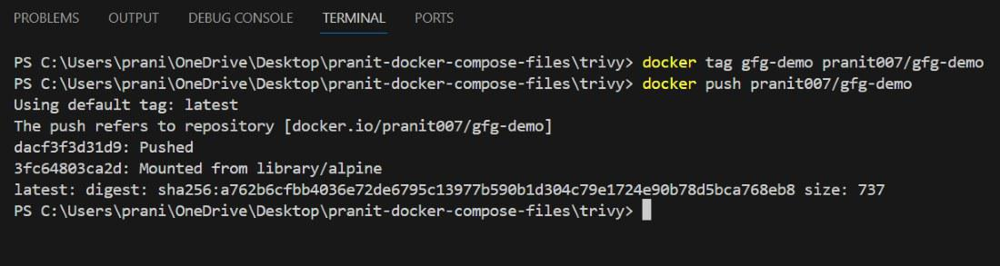 PROBLEMS OUTPUT DEBUG CONSOLE TERMINAL PORTS
PS C:\Users\prani\OneDrive\Desktop\pranit-docker-compose-files\trivy> docker tag gfg-demo pranit007/gfg-demo
PS C:\Users\prani\OneDrive\Desktop\pranit-docker-compose-files\trivy> docker push pranit007/gfg-demo
Using default tag: latest
The push refers to repository [docker.io/pranit007/gfg-demo]
dacf3f3d31d9: Pushed
3fc64803ca2d: Mounted from library/alpine
latest: digest: sha256:a762b6cfbb4036e72de6795c13977b590b1d304c79e1724e90b78d5bca768eb8 size: 737
PS C:\Users\prani\OneDrive\Desktop\pranit-docker-compose-files\trivy>